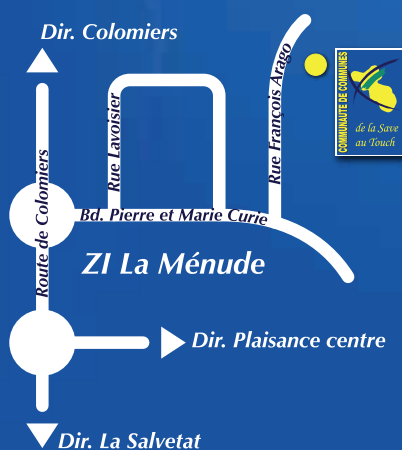 Dir. Colomiers
Rue Lavoisier
Rue François Arago
COMMUNAUTÉ DE COMMUNES
de la Save
au Touch
Route de Colomiers
Bd. Pierre et Marie Curie
ZI La Ménude
Dir. Plaisance centre
Dir. La Salvetat